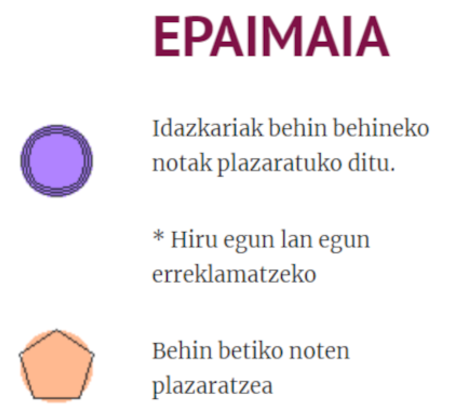 EPAIMAIA
Idazkariak behin behineko
notak plazaratuko ditu.
* Hiru egun lan egun
erreklamatzeko
Behin betiko noten
plazaratzea